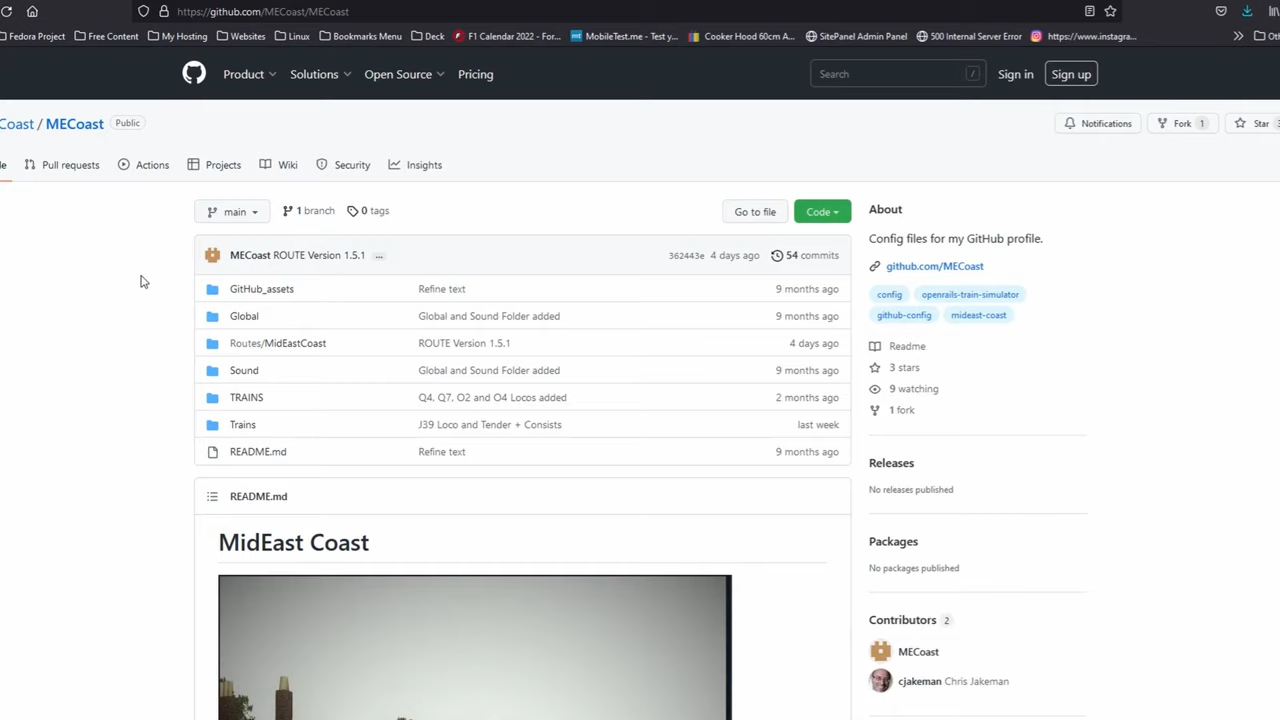 https://github.com/MECoast/MECoast
Fedora Project Free Content My Hosting Websites Linux Bookmarks Menu Deck F1 Calendar 2022 - For... MobileTest.me - Test y... Cooker Hood 60cm A... SitePanel Admin Panel 500 Internal Server Error https://www.instagra...
Product Solutions Open Source Pricing Search / Sign in Sign up
Coast / MECoast Public Notifications Fork 1 Star
Pull requests Actions Projects Wiki Security Insights
main 1 branch 0 tags Go to file Code
MECoast ROUTE Version 1.5.1 ... 362443e 4 days ago 54 commits
GitHub_assets Refine text 9 months ago
Global Global and Sound Folder added 9 months ago
Routes/MidEastCoast ROUTE Version 1.5.1 4 days ago
Sound Global and Sound Folder added 9 months ago
TRAINS Q4, Q7, O2 and O4 Locos added 2 months ago
Trains J39 Loco and Tender + Consists last week
README.md Refine text 9 months ago
README.md
MidEast Coast
About
Config files for my GitHub profile.
github.com/MECoast
config openrails-train-simulator
github-config mideast-coast
Readme
3 stars
9 watching
1 fork
Releases
No releases published
Packages
No packages published
Contributors 2
MECoast
cjakeman Chris Jakeman